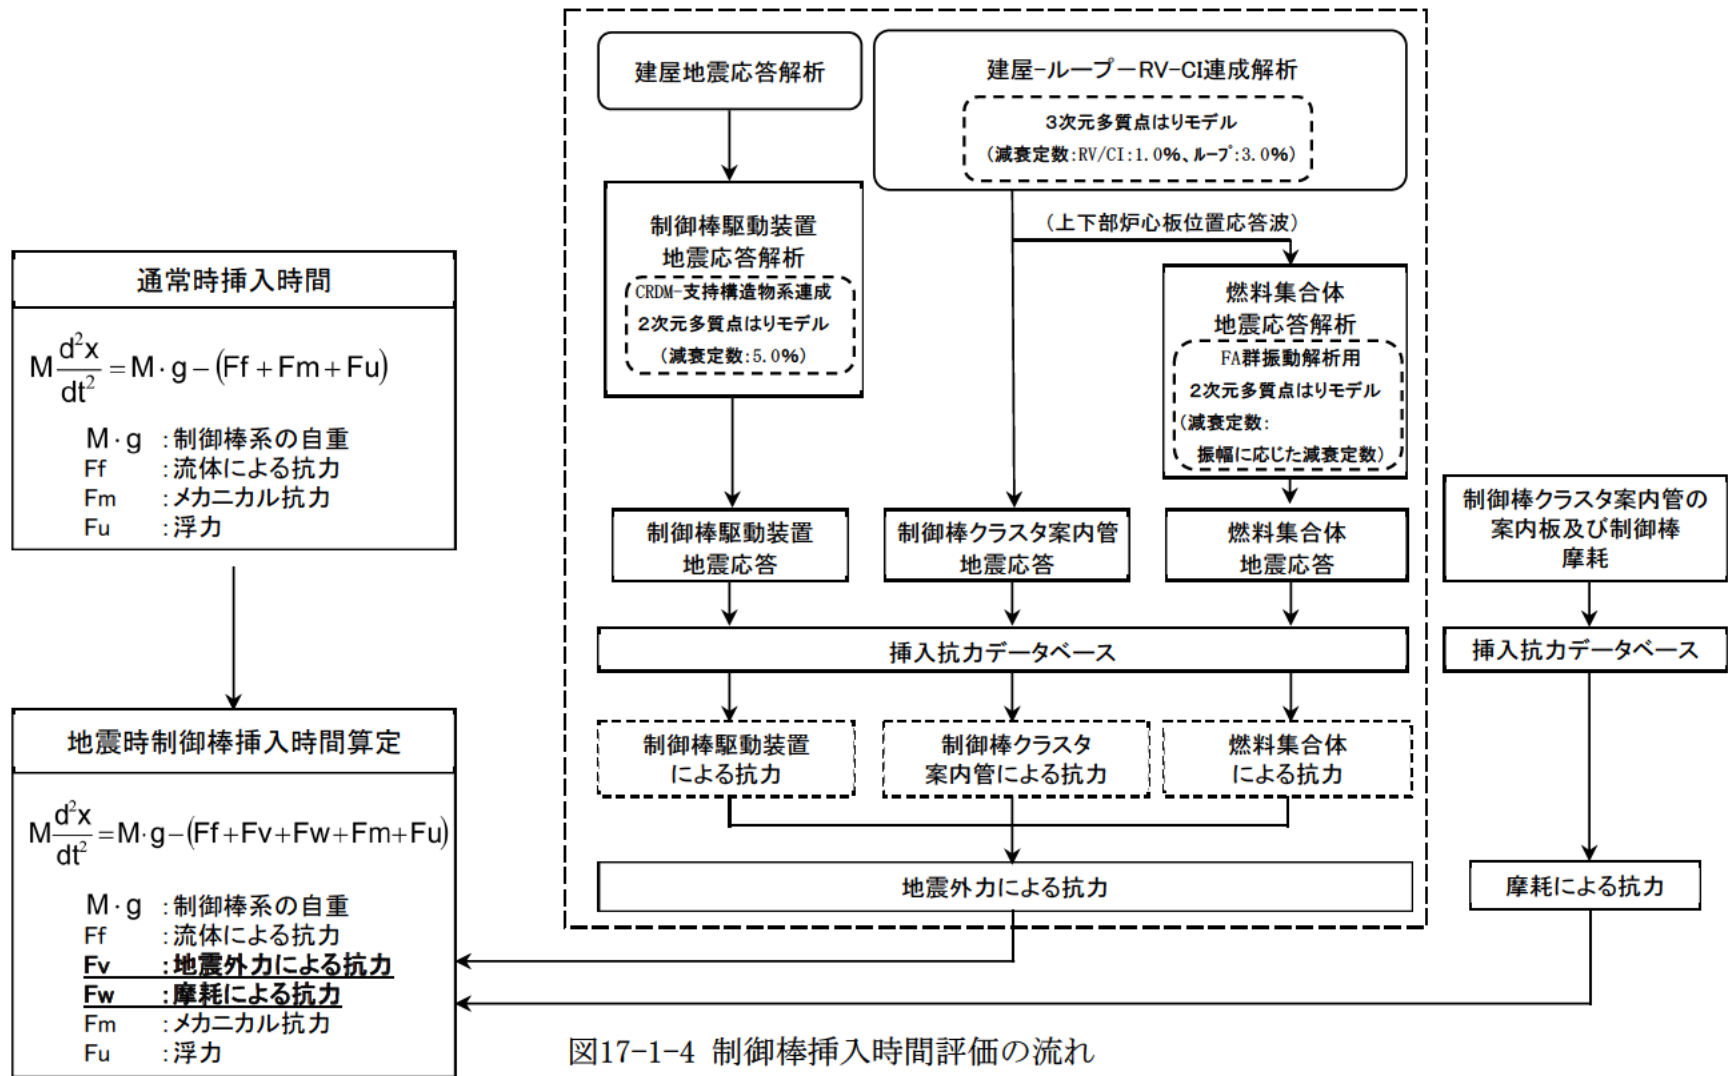 建屋地震応答解析
建屋-ループ-RV-CI連成解析
3次元多質点はりモデル
(減衰定数:RV/CI:1.0%、ループ:3.0%)
(上下部炉心板位置応答波)
制御棒駆動装置
地震応答解析
CRDM-支持構造物系連成
2次元多質点はりモデル
(減衰定数:5.0%)
燃料集合体
地震応答解析
FA群振動解析用
2次元多質点はりモデル
(減衰定数:
振幅に応じた減衰定数)
制御棒駆動装置
地震応答
制御棒クラスタ案内管
地震応答
燃料集合体
地震応答
制御棒クラスタ案内管の
案内板及び制御棒
摩耗
挿入抗力データベース
挿入抗力データベース
制御棒駆動装置
による抗力
制御棒クラスタ
案内管による抗力
燃料集合体
による抗力
地震外力による抗力
摩耗による抗力
通常時挿入時間
M d²x/dt² = M・g − (Ff + Fm + Fu)
M・g :制御棒系の自重
Ff :流体による抗力
Fm :メカニカル抗力
Fu :浮力
地震時制御棒挿入時間算定
M d²x/dt² = M・g − (Ff + Fv + Fw + Fm + Fu)
M・g :制御棒系の自重
Ff :流体による抗力
Fv :地震外力による抗力
Fw :摩耗による抗力
Fm :メカニカル抗力
Fu :浮力
図17-1-4 制御棒挿入時間評価の流れ